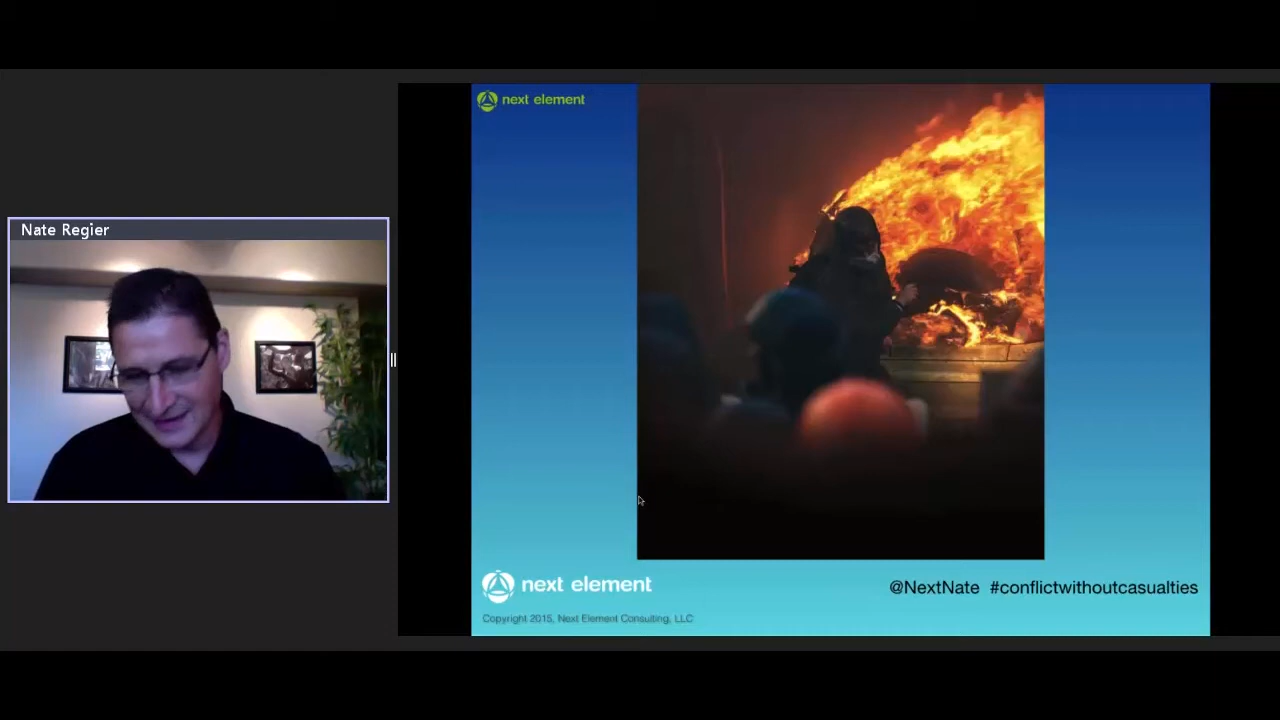 Nate Regier
next element
next element
@NextNate #conflictwithoutcasualties
Copyright 2015, Next Element Consulting, LLC